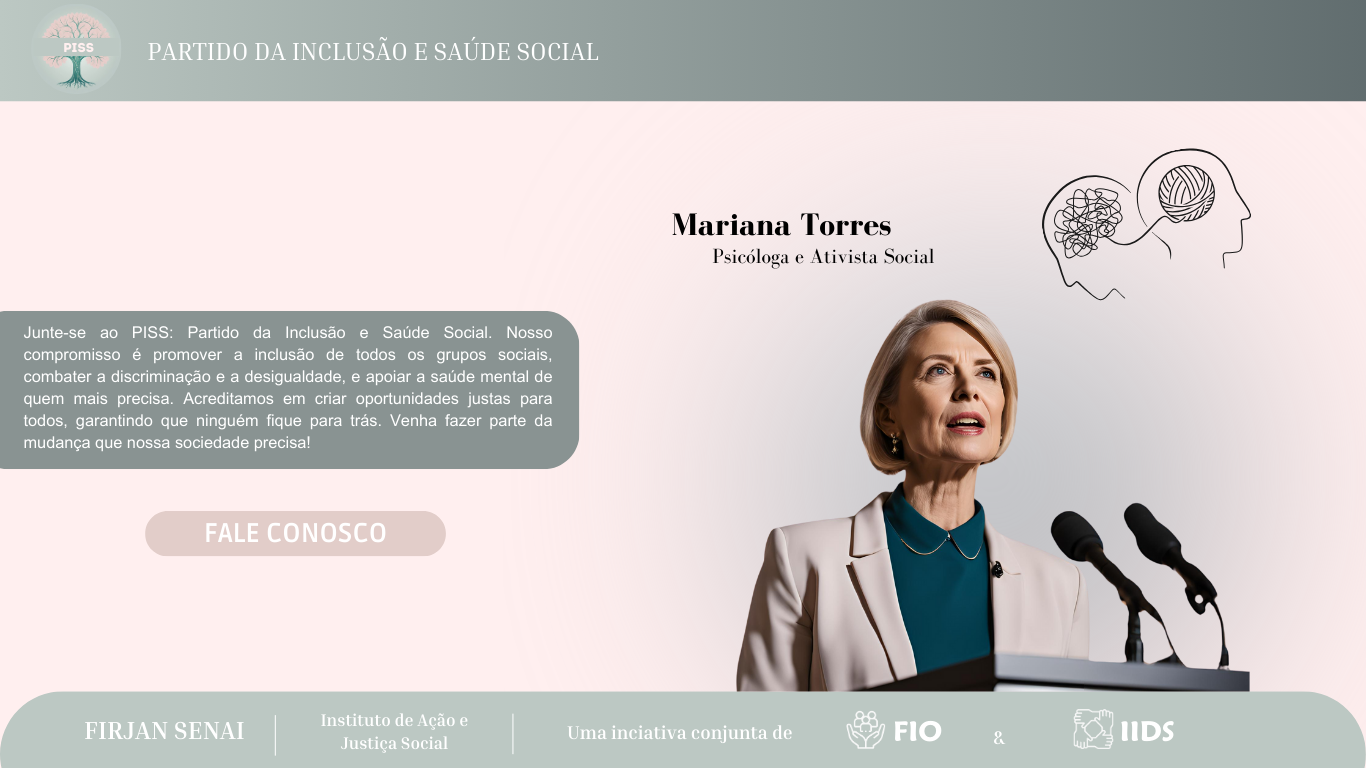 PISS
PARTIDO DA INCLUSÃO E SAÚDE SOCIAL
Mariana Torres
Psicóloga e Ativista Social
Junte-se ao PISS: Partido da Inclusão e Saúde Social. Nosso
compromisso é promover a inclusão de todos os grupos sociais,
combater a discriminação e a desigualdade, e apoiar a saúde mental de
quem mais precisa. Acreditamos em criar oportunidades justas para
todos, garantindo que ninguém fique para trás. Venha fazer parte da
mudança que nossa sociedade precisa!
FALE CONOSCO
FIRJAN SENAI
Instituto de Ação e
Justiça Social
Uma inciativa conjunta de
FIO
&
IIDS